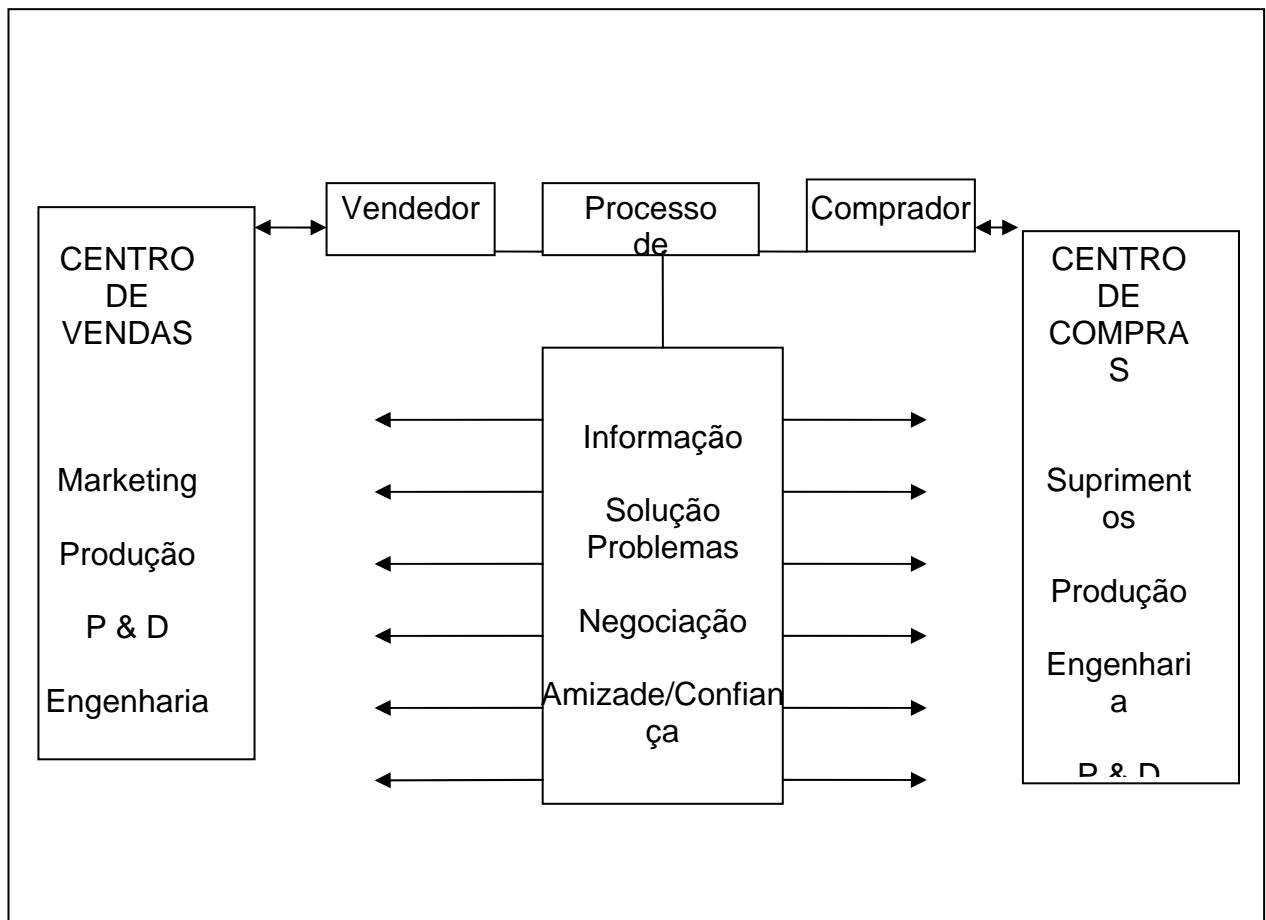 Vendedor
Processo
de
Comprador
CENTRO
DE
VENDAS
Marketing
Produção
P & D
Engenharia
Informação
Solução
Problemas
Negociação
Amizade/Confian
ça
CENTRO
DE
COMPRA
S
Supriment
os
Produção
Engenhari
a
P & D